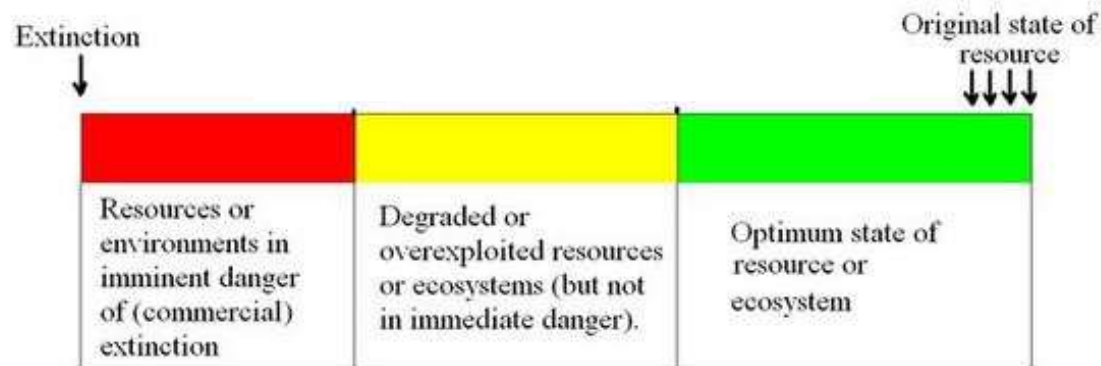 Extinction
Original state of
resource
Resources or
environments in
imminent danger
of (commercial)
extinction
Degraded or
overexploited resources
or ecosystems (but not
in immediate danger).
Optimum state of
resource or
ecosystem